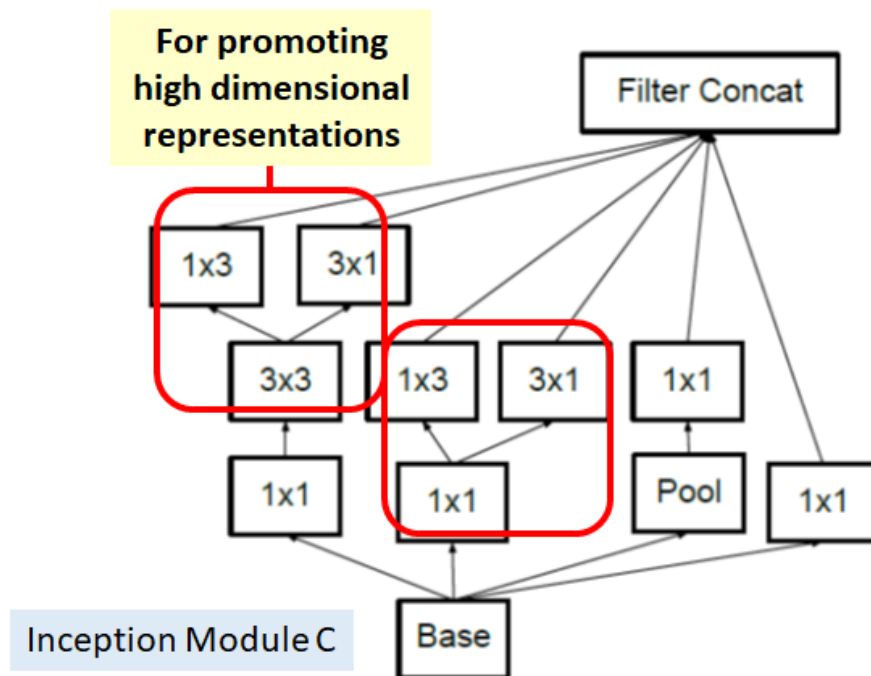 For promoting
high dimensional
representations
Filter Concat
1x3
3x1
3x3
1x3
3x1
1x1
1x1
1x1
Pool
1x1
Base
Inception Module C